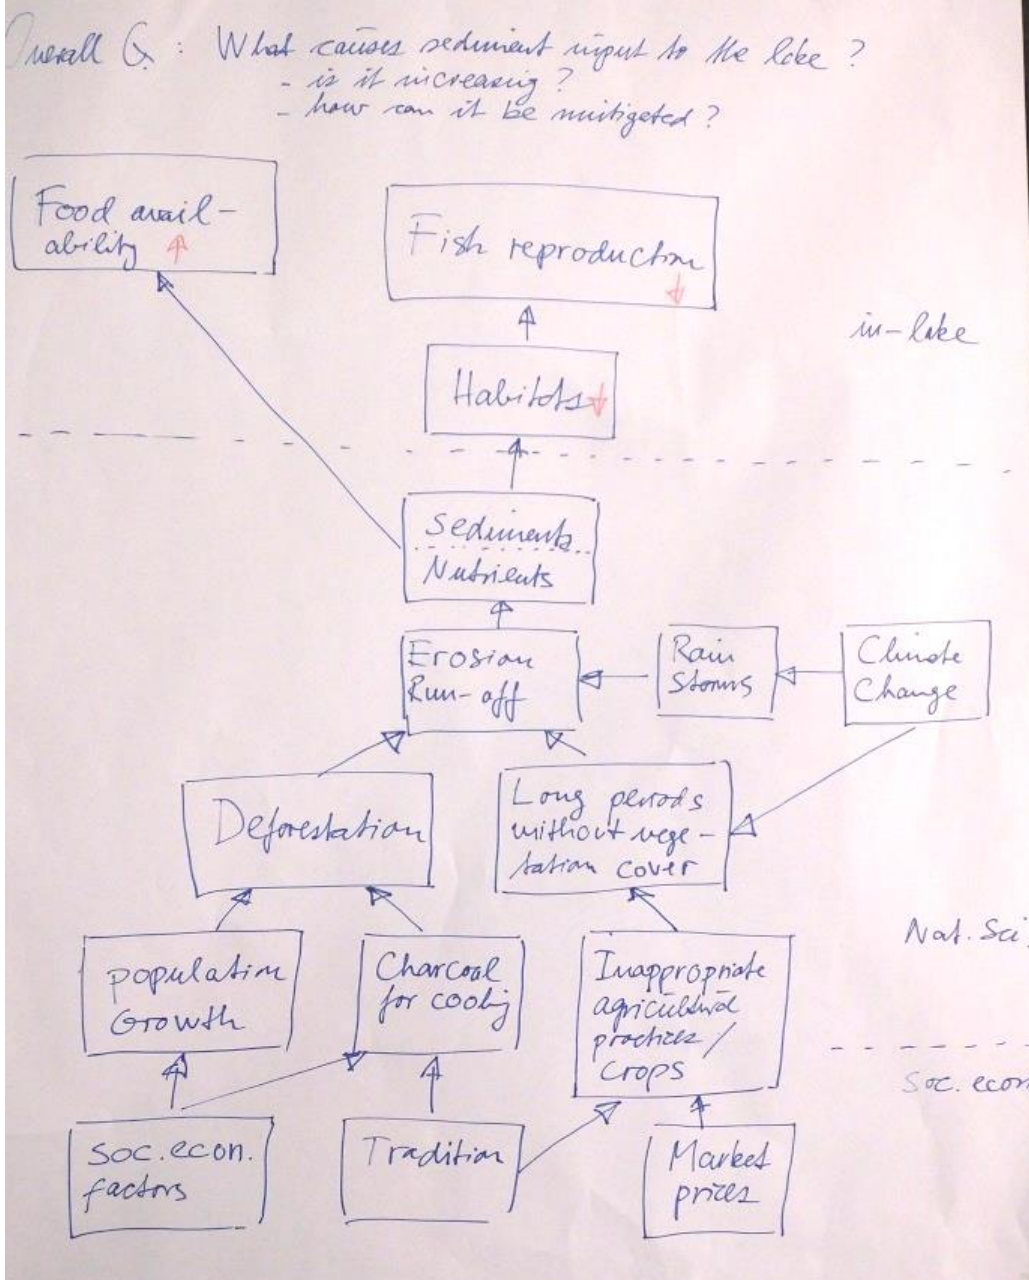 Overall Q : What causes sediment input to the lake ?
- is it increasing ?
- how can it be mitigated ?
Food avail-
ability ↑
Fish reproduction
↓
in-lake
Habitats ↓
Sediments
Nutrients
Erosion
Run-off
Rain
Storms
Climate
Change
Deforestation
Long periods
without vege-
tation cover
Nat. Sci.
population
Growth
Charcoal
for cooking
Inappropriate
agricultural
practices /
crops
Soc. econ
soc. econ.
factors
Tradition
Market
prices